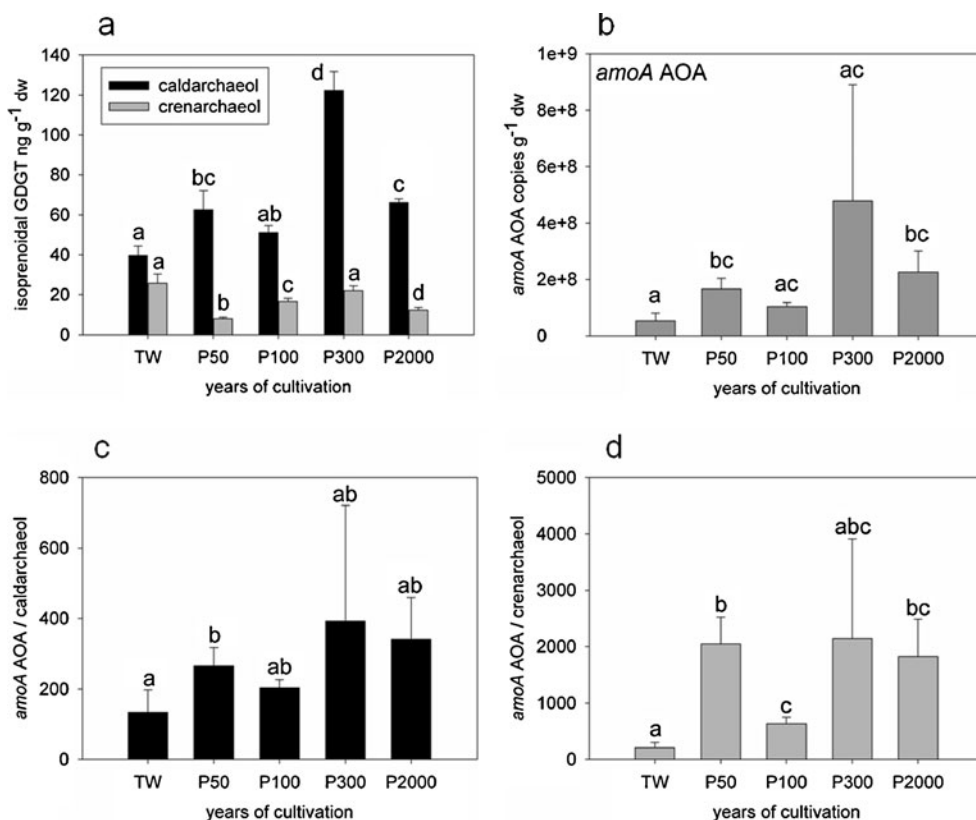 a
isoprenoidal GDGT ng g-1 dw
140
120
100
80
60
40
20
0
caldarchaeol
crenarchaeol
a
a
bc
b
ab
c
d
a
c
d
TW P50 P100 P300 P2000
years of cultivation
b
amoA AOA
amoA AOA copies g-1 dw
1e+9
8e+8
6e+8
4e+8
2e+8
0
a
bc
ac
ac
bc
TW P50 P100 P300 P2000
years of cultivation
c
amoA AOA / caldarchaeol
800
600
400
200
0
a
b
ab
ab
ab
TW P50 P100 P300 P2000
years of cultivation
d
amoA AOA / crenarchaeol
5000
4000
3000
2000
1000
0
a
b
c
abc
bc
TW P50 P100 P300 P2000
years of cultivation